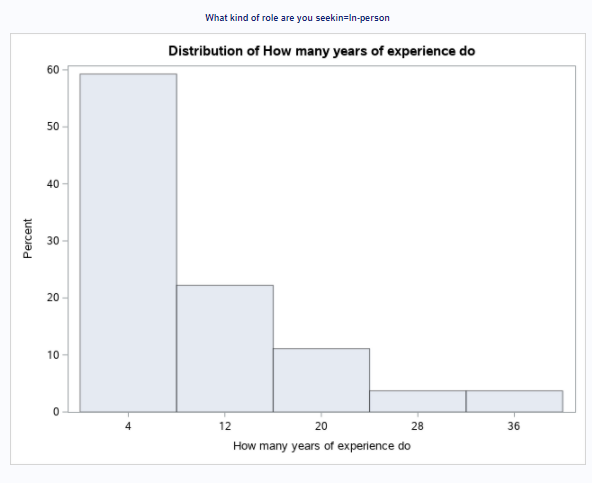 What kind of role are you seekin=In-person
Distribution of How many years of experience do
60
50
40
30
20
10
0
Percent
4 12 20 28 36
How many years of experience do